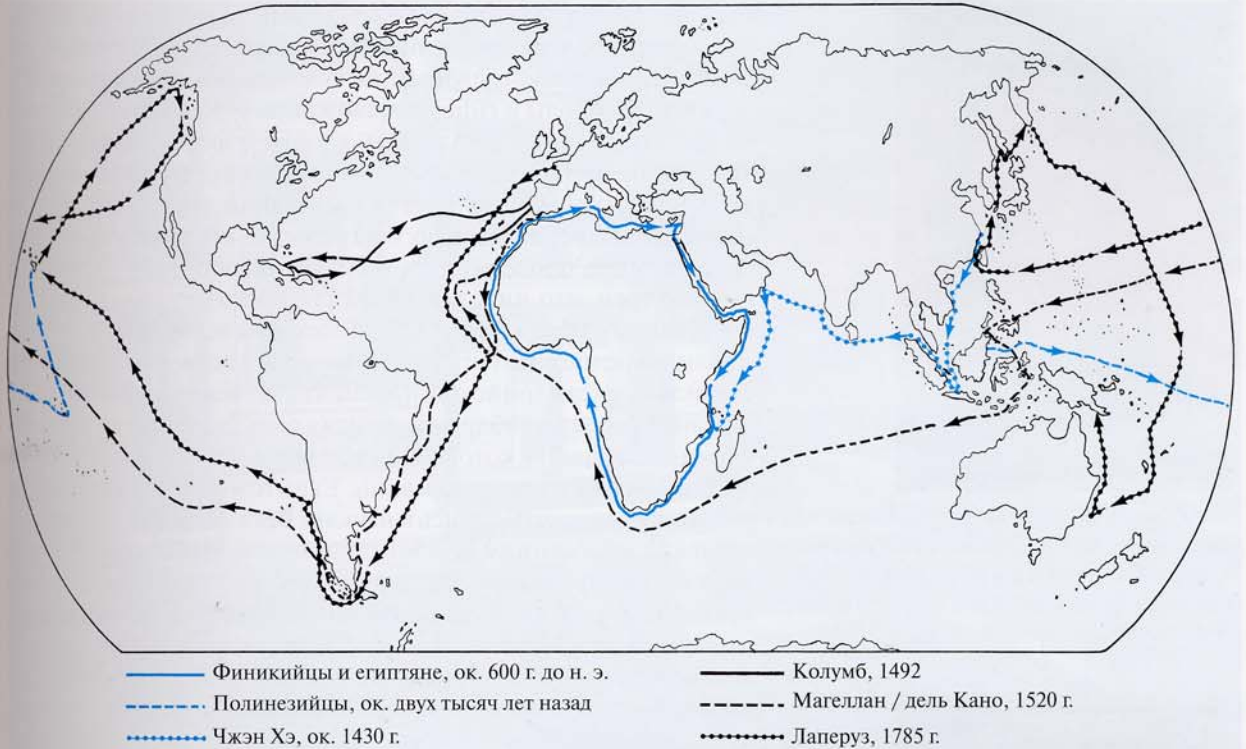 Финикийцы и египтяне, ок. 600 г. до н. э.
Полинезийцы, ок. двух тысяч лет назад
Чжэн Хэ, ок. 1430 г.
Колумб, 1492
Магеллан / дель Кано, 1520 г.
Лаперуз, 1785 г.